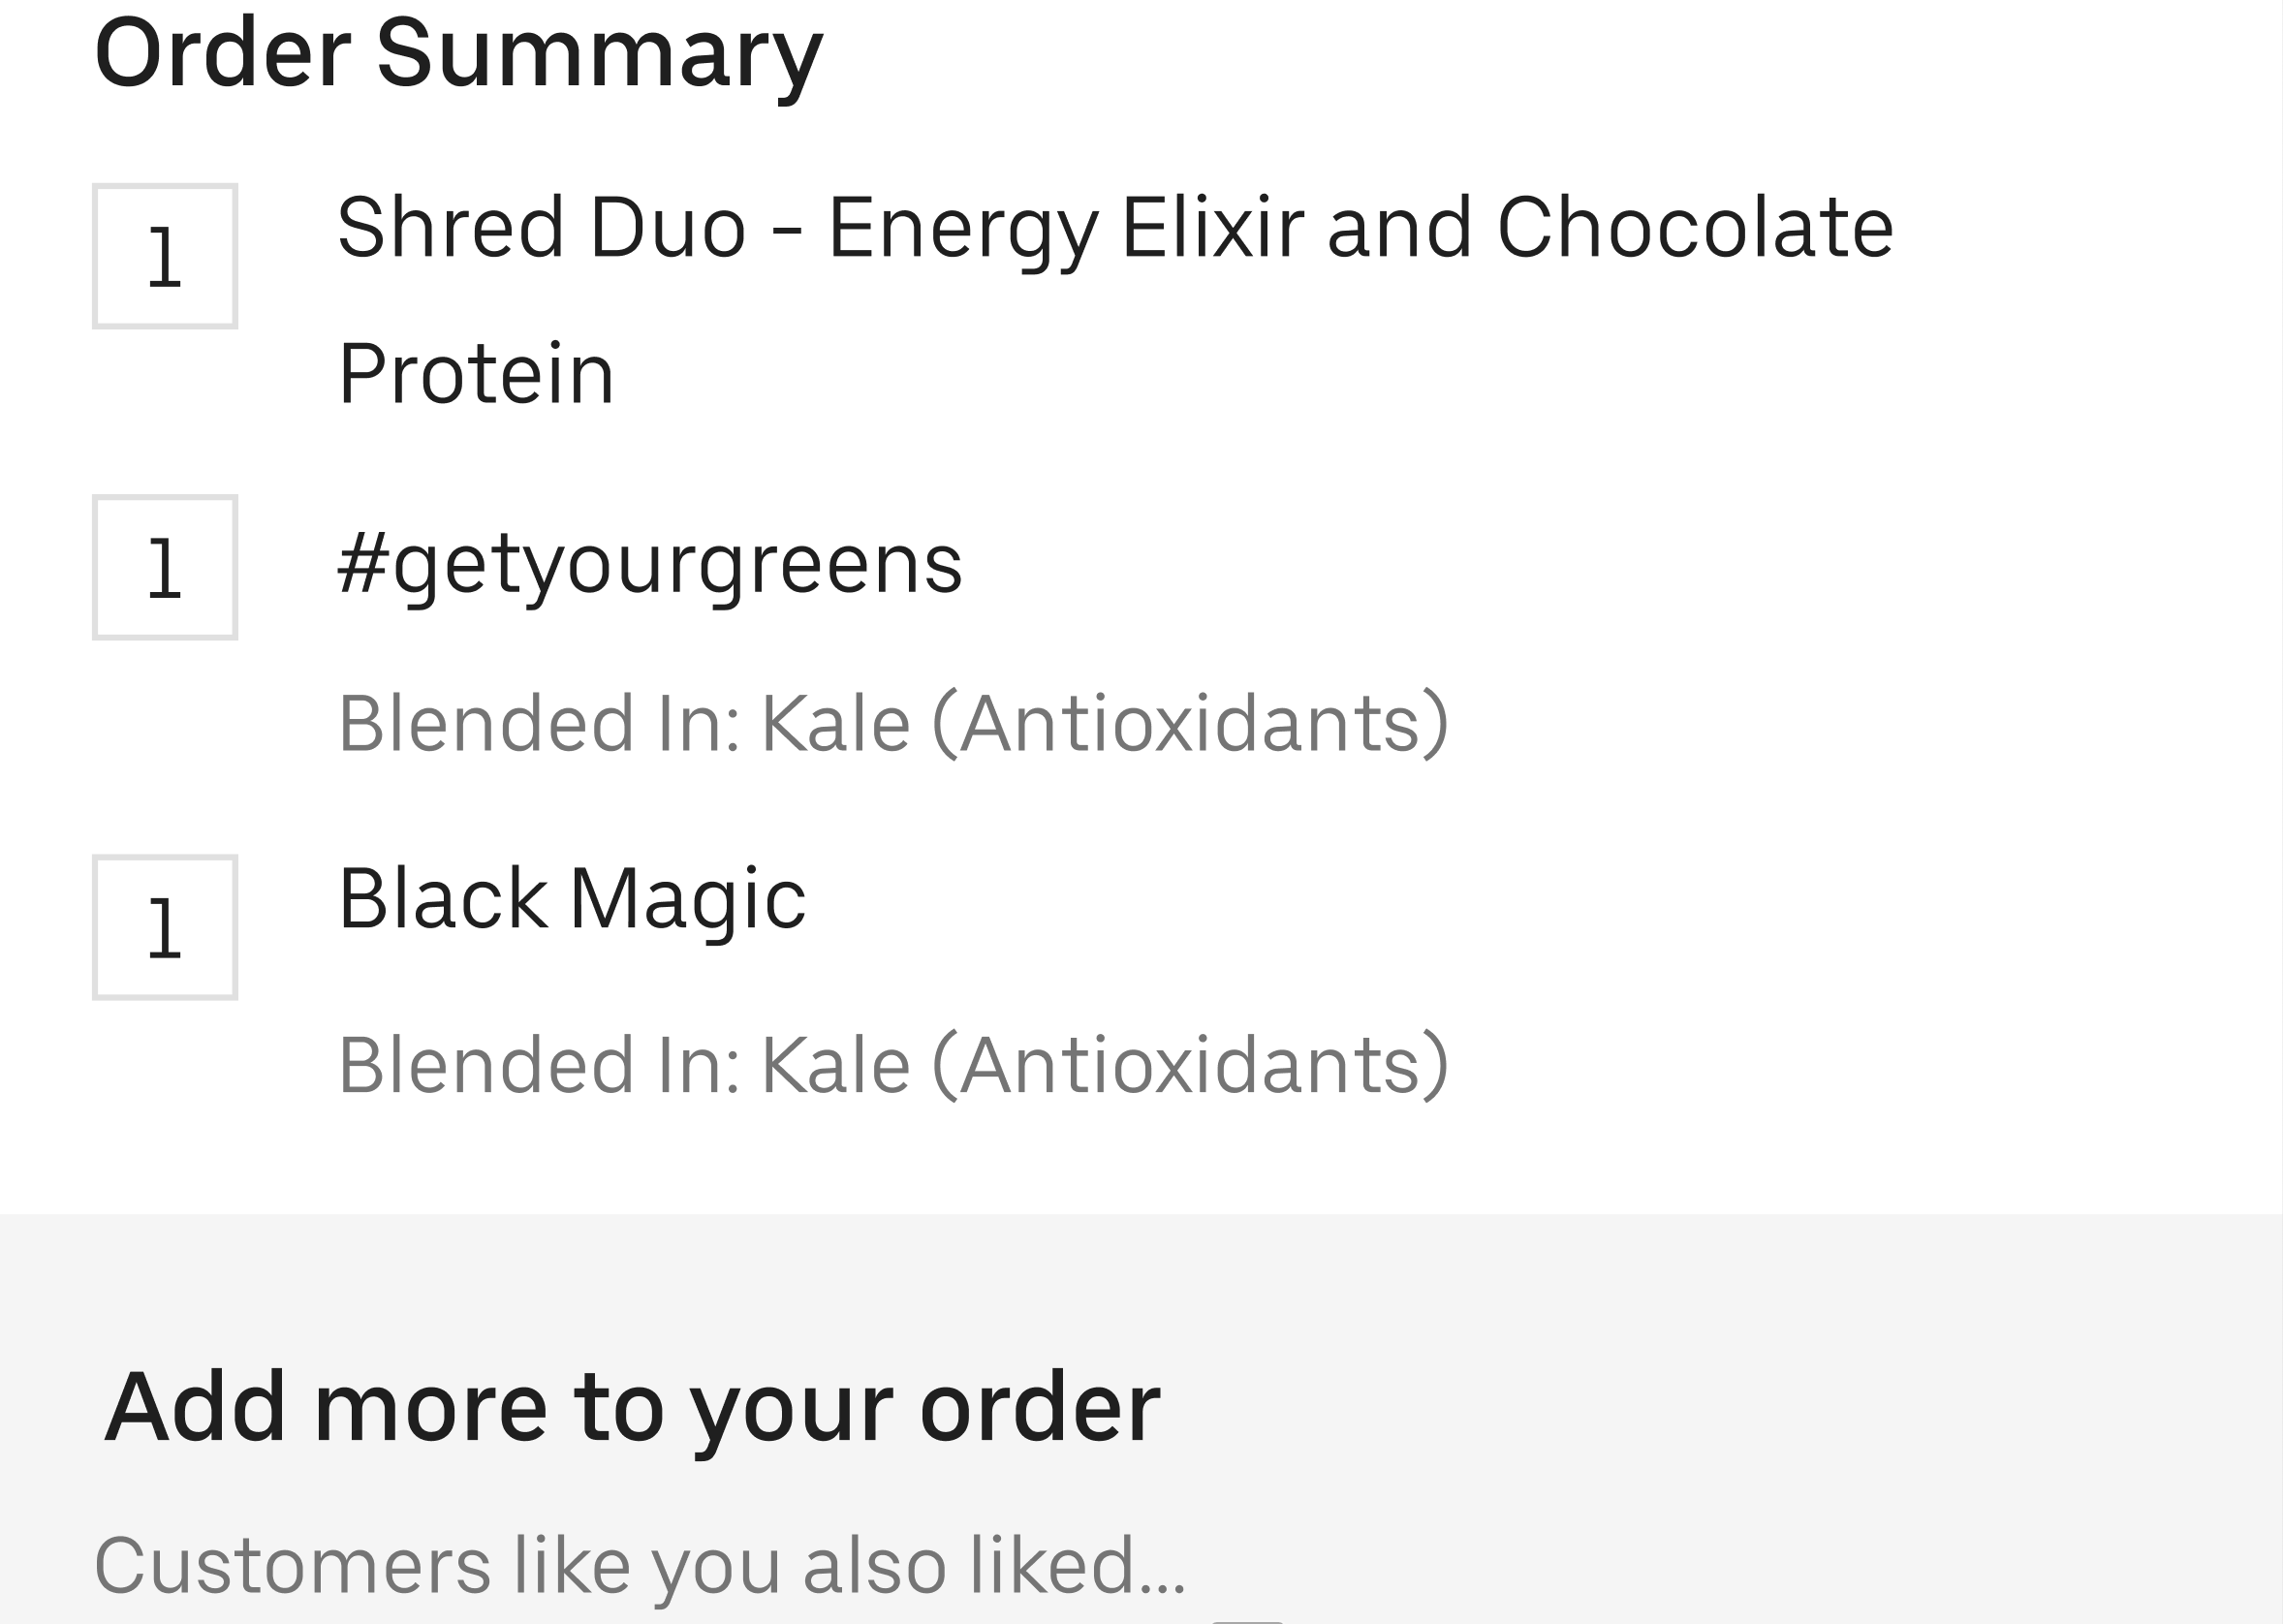 Order Summary
1
Shred Duo - Energy Elixir and Chocolate
Protein
1
#getyourgreens
Blended In: Kale (Antioxidants)
1
Black Magic
Blended In: Kale (Antioxidants)
Add more to your order
Customers like you also liked...